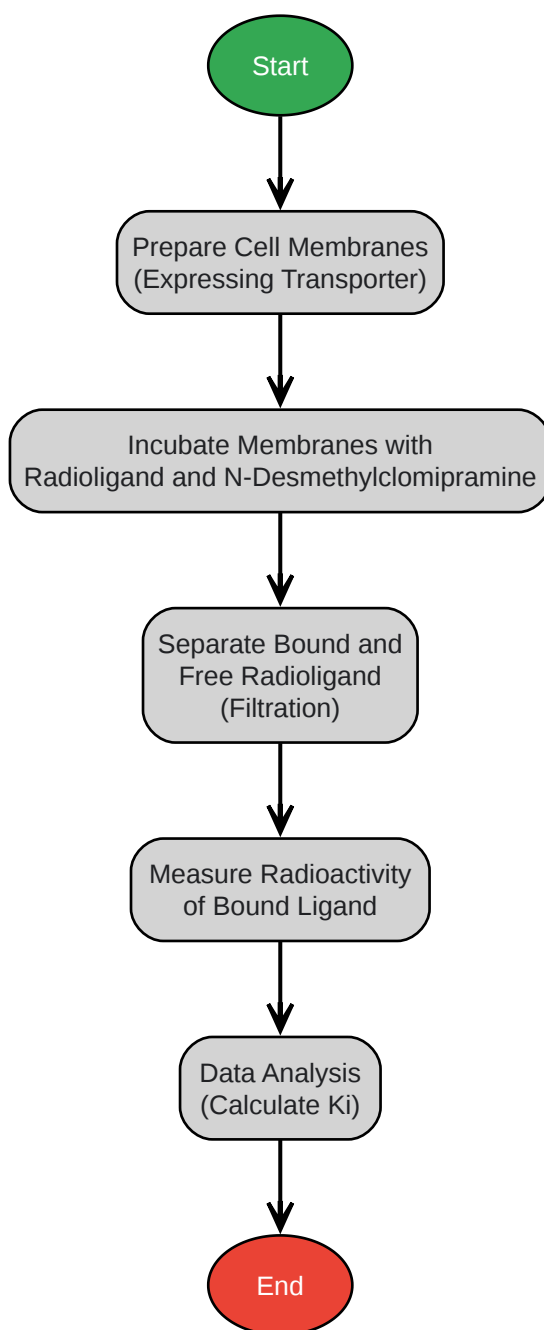 Start
Prepare Cell Membranes
(Expressing Transporter)
Incubate Membranes with
Radioligand and N-Desmethylclomipramine
Separate Bound and
Free Radioligand
(Filtration)
Measure Radioactivity
of Bound Ligand
Data Analysis
(Calculate Ki)
End